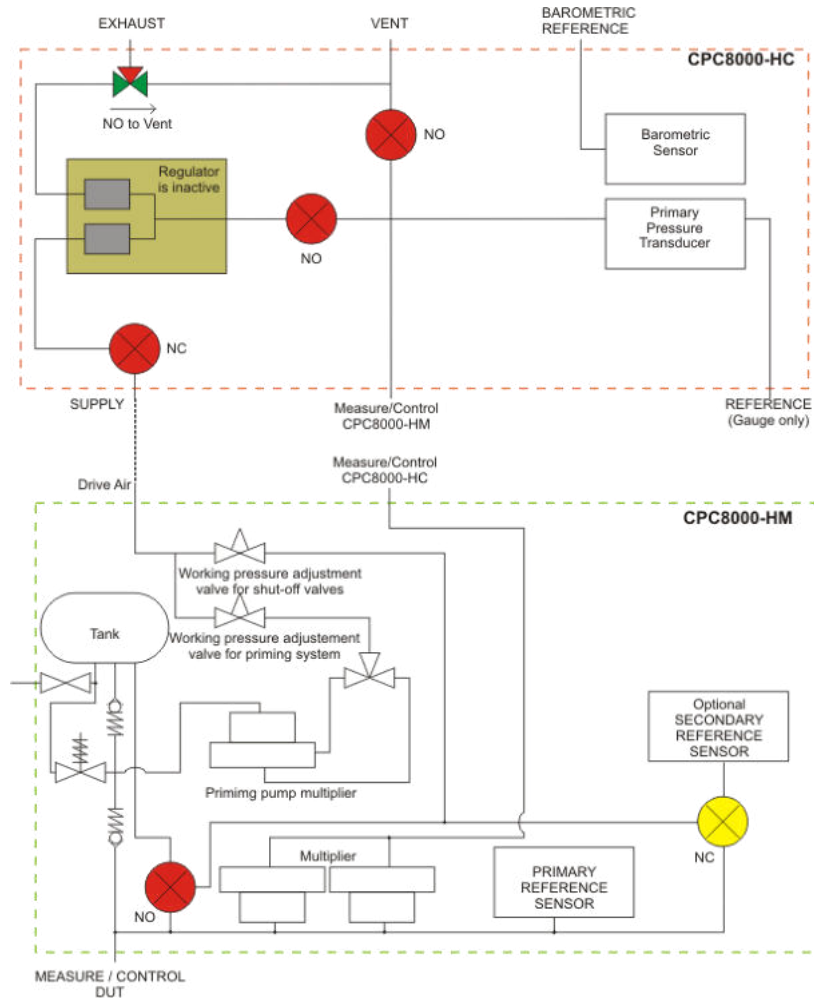 EXHAUST
VENT
BAROMETRIC
REFERENCE
CPC8000-HC
NO to Vent
NO
Barometric
Sensor
Regulator
is inactive
Primary
Pressure
Transducer
NO
NC
SUPPLY
Measure/Control
CPC8000-HM
REFERENCE
(Gauge only)
Measure/Control
CPC8000-HC
Drive Air
CPC8000-HM
Working pressure adjustment
valve for shut-off valves
Tank
Working pressure adjustement
valve for priming system
Optional
SECONDARY
REFERENCE
SENSOR
Primimg pump multiplier
Multiplier
NC
PRIMARY
REFERENCE
SENSOR
NO
MEASURE / CONTROL
DUT